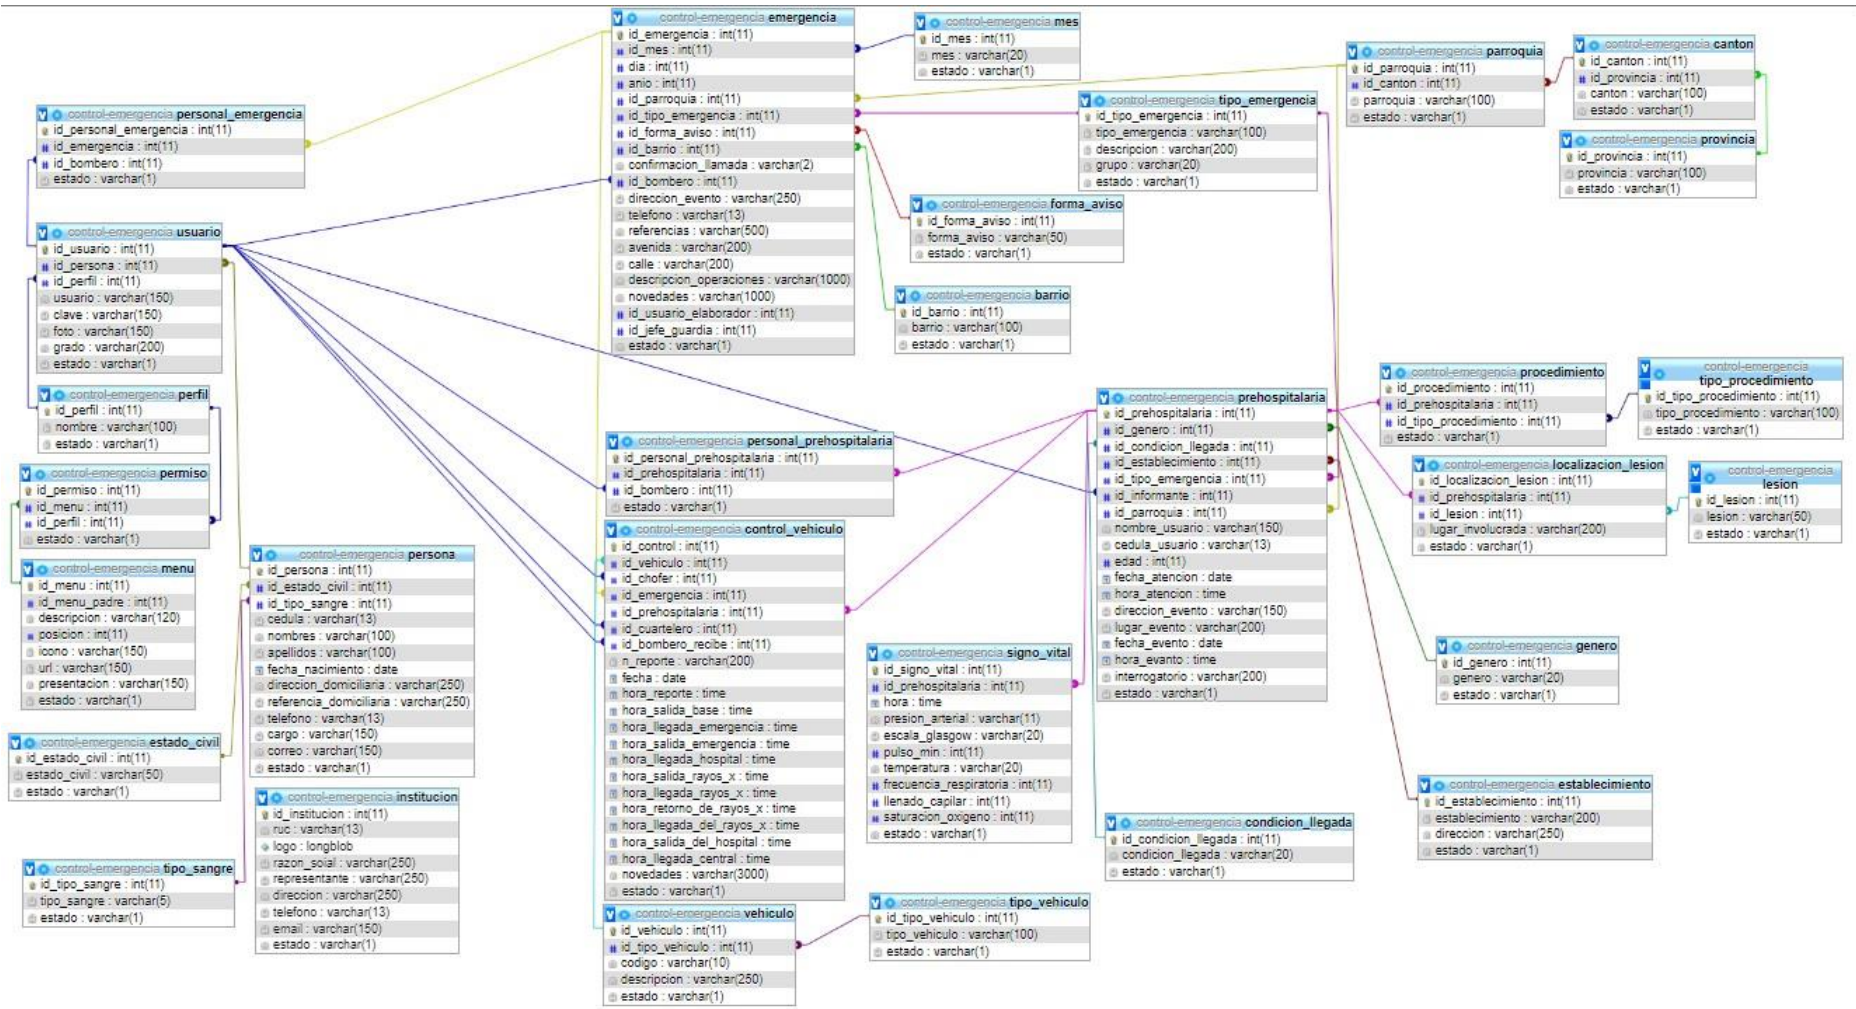 control-emergencia emergencia
id_emergencia : int(11)
id_mes : int(11)
dia : int(11)
anio : int(11)
id_parroquia : int(11)
id_tipo_emergencia : int(11)
id_forma_aviso : int(11)
id_barrio : int(11)
confirmacion_llamada : varchar(2)
id_bombero : int(11)
direccion_evento : varchar(250)
telefono : varchar(13)
referencias : varchar(500)
avenida : varchar(200)
calle : varchar(200)
descripcion_operaciones : varchar(1000)
novedades : varchar(1000)
id_usuario_elaborador : int(11)
id_jefe_guardia : int(11)
estado : varchar(1)
control-emergencia mes
id_mes : int(11)
mes : varchar(20)
estado : varchar(1)
control-emergencia parroquia
id_parroquia : int(11)
id_canton : int(11)
parroquia : varchar(100)
estado : varchar(1)
control-emergencia canton
id_canton : int(11)
id_provincia : int(11)
canton : varchar(100)
estado : varchar(1)
control-emergencia provincia
id_provincia : int(11)
provincia : varchar(100)
estado : varchar(1)
control-emergencia tipo_emergencia
id_tipo_emergencia : int(11)
tipo_emergencia : varchar(100)
descripcion : varchar(200)
grupo : varchar(20)
estado : varchar(1)
control-emergencia forma_aviso
id_forma_aviso : int(11)
forma_aviso : varchar(50)
estado : varchar(1)
control-emergencia barrio
id_barrio : int(11)
barrio : varchar(100)
estado : varchar(1)
control-emergencia personal_emergencia
id_personal_emergencia : int(11)
id_emergencia : int(11)
id_bombero : int(11)
estado : varchar(1)
control-emergencia usuario
id_usuario : int(11)
id_persona : int(11)
id_perfil : int(11)
usuario : varchar(150)
clave : varchar(150)
foto : varchar(150)
grado : varchar(200)
estado : varchar(1)
control-emergencia perfil
id_perfil : int(11)
nombre : varchar(100)
estado : varchar(1)
control-emergencia permiso
id_permiso : int(11)
id_menu : int(11)
id_perfil : int(11)
estado : varchar(1)
control-emergencia menu
id_menu : int(11)
id_menu_padre : int(11)
descripcion : varchar(120)
posicion : int(11)
icono : varchar(150)
url : varchar(150)
presentacion : varchar(150)
estado : varchar(1)
control-emergencia estado_civil
id_estado_civil : int(11)
estado_civil : varchar(50)
estado : varchar(1)
control-emergencia tipo_sangre
id_tipo_sangre : int(11)
tipo_sangre : varchar(5)
estado : varchar(1)
control-emergencia persona
id_persona : int(11)
id_estado_civil : int(11)
id_tipo_sangre : int(11)
cedula : varchar(13)
nombres : varchar(100)
apellidos : varchar(100)
fecha_nacimiento : date
direccion_domiciliaria : varchar(250)
referencia_domiciliaria : varchar(250)
telefono : varchar(13)
cargo : varchar(150)
correo : varchar(150)
estado : varchar(1)
control-emergencia institucion
id_institucion : int(11)
ruc : varchar(13)
logo : longblob
razon_soial : varchar(250)
representante : varchar(250)
direccion : varchar(250)
telefono : varchar(13)
email : varchar(150)
estado : varchar(1)
control-emergencia personal_prehospitalaria
id_personal_prehospitalaria : int(11)
id_prehospitalaria : int(11)
id_bombero : int(11)
estado : varchar(1)
control-emergencia control_vehiculo
id_control : int(11)
id_vehiculo : int(11)
id_chofer : int(11)
id_emergencia : int(11)
id_prehospitalaria : int(11)
id_cuartelero : int(11)
id_bombero_recibe : int(11)
n_reporte : varchar(200)
fecha : date
hora_reporte : time
hora_salida_base : time
hora_llegada_emergencia : time
hora_salida_emergencia : time
hora_llegada_hospital : time
hora_salida_rayos_x : time
hora_llegada_rayos_x : time
hora_retorno_de_rayos_x : time
hora_llegada_del_rayos_x : time
hora_salida_del_hospital : time
hora_llegada_central : time
novedades : varchar(3000)
estado : varchar(1)
control-emergencia vehiculo
id_vehiculo : int(11)
id_tipo_vehiculo : int(11)
codigo : varchar(10)
descripcion : varchar(250)
estado : varchar(1)
control-emergencia tipo_vehiculo
id_tipo_vehiculo : int(11)
tipo_vehiculo : varchar(100)
estado : varchar(1)
control-emergencia signo_vital
id_signo_vital : int(11)
id_prehospitalaria : int(11)
hora : time
presion_arterial : varchar(11)
escala_glasgow : varchar(20)
pulso_min : int(11)
temperatura : varchar(20)
frecuencia_respiratoria : int(11)
llenado_capilar : int(11)
saturacion_oxigeno : int(11)
estado : varchar(1)
control-emergencia prehospitalaria
id_prehospitalaria : int(11)
id_genero : int(11)
id_condicion_llegada : int(11)
id_establecimiento : int(11)
id_tipo_emergencia : int(11)
id_informante : int(11)
id_parroquia : int(11)
nombre_usuario : varchar(150)
cedula_usuario : varchar(13)
edad : int(11)
fecha_atencion : date
hora_atencion : time
direccion_evento : varchar(150)
lugar_evento : varchar(200)
fecha_evento : date
hora_evanto : time
interrogatorio : varchar(200)
estado : varchar(1)
control-emergencia condicion_llegada
id_condicion_llegada : int(11)
condicion_llegada : varchar(20)
estado : varchar(1)
control-emergencia procedimiento
id_procedimiento : int(11)
id_prehospitalaria : int(11)
id_tipo_procedimiento : int(11)
estado : varchar(1)
control-emergencia
tipo_procedimiento
id_tipo_procedimiento : int(11)
tipo_procedimiento : varchar(100)
estado : varchar(1)
control-emergencia localizacion_lesion
id_localizacion_lesion : int(11)
id_prehospitalaria : int(11)
id_lesion : int(11)
lugar_involucrada : varchar(200)
estado : varchar(1)
control-emergencia
lesion
id_lesion : int(11)
lesion : varchar(50)
estado : varchar(1)
control-emergencia genero
id_genero : int(11)
genero : varchar(20)
estado : varchar(1)
control-emergencia establecimiento
id_establecimiento : int(11)
establecimiento : varchar(200)
direccion : varchar(250)
estado : varchar(1)